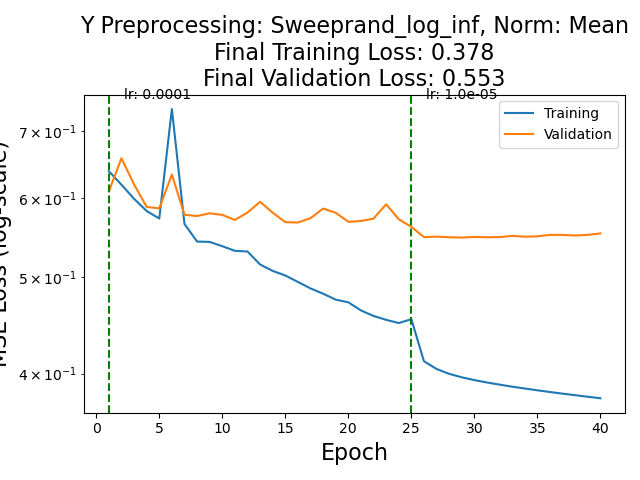 Y Preprocessing: Sweeprand_log_inf, Norm: Mean
Final Training Loss: 0.378
Final Validation Loss: 0.553
lr: 0.0001
lr: 1.0e-05
Training
Validation
7 × 10⁻¹
6 × 10⁻¹
5 × 10⁻¹
4 × 10⁻¹
MSE Loss (log-scale)
0 5 10 15 20 25 30 35 40
Epoch